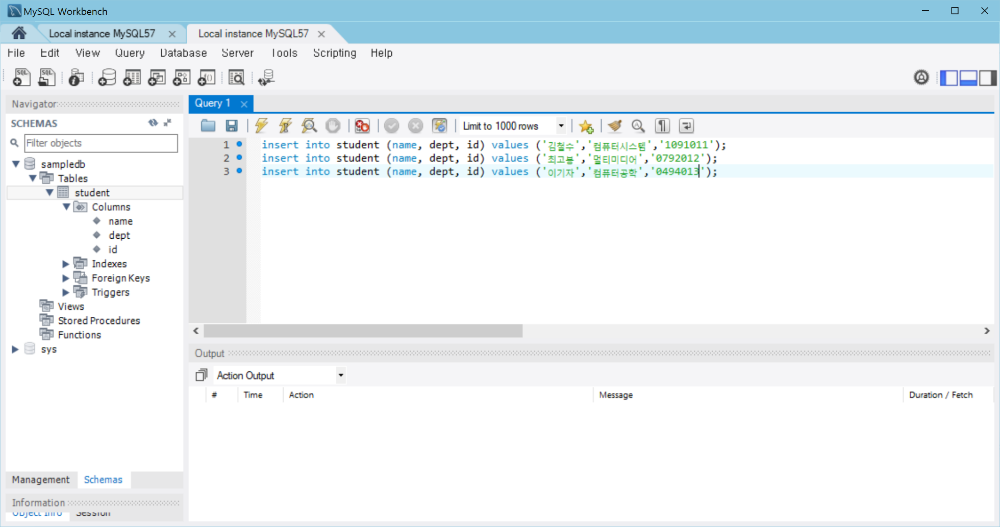 MySQL Workbench
Local instance MySQL57
Local instance MySQL57
File Edit View Query Database Server Tools Scripting Help
Navigator
SCHEMAS
Filter objects
sampledb
Tables
student
Columns
name
dept
id
Indexes
Foreign Keys
Triggers
Views
Stored Procedures
Functions
sys
Management Schemas
Information
Object Info Session
Query 1
Limit to 1000 rows
1 insert into student (name, dept, id) values ('김철수','컴퓨터시스템','1091011');
2 insert into student (name, dept, id) values ('최고봉','멀티미디어','0792012');
3 insert into student (name, dept, id) values ('이기자','컴퓨터공학','0494013');
Output
Action Output
# Time Action Message Duration / Fetch